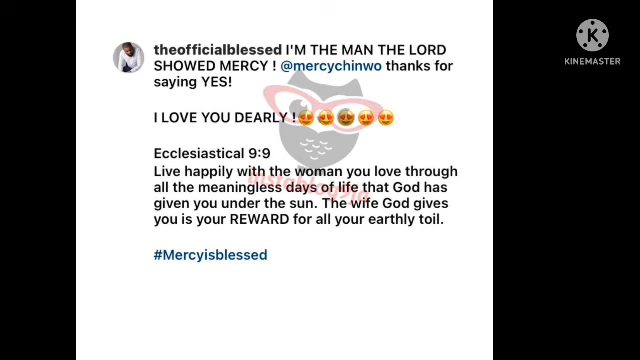 KINEMASTER
theofficialblessed I'M THE MAN THE LORD
SHOWED MERCY ! @mercychinwo thanks for
saying YES!
I LOVE YOU DEARLY !😍😍😍😍😍
Ecclesiastical 9:9
Live happily with the woman you love through
all the meaningless days of life that God has
given you under the sun. The wife God gives
you is your REWARD for all your earthly toil.
#Mercyisblessed
instablog9ja